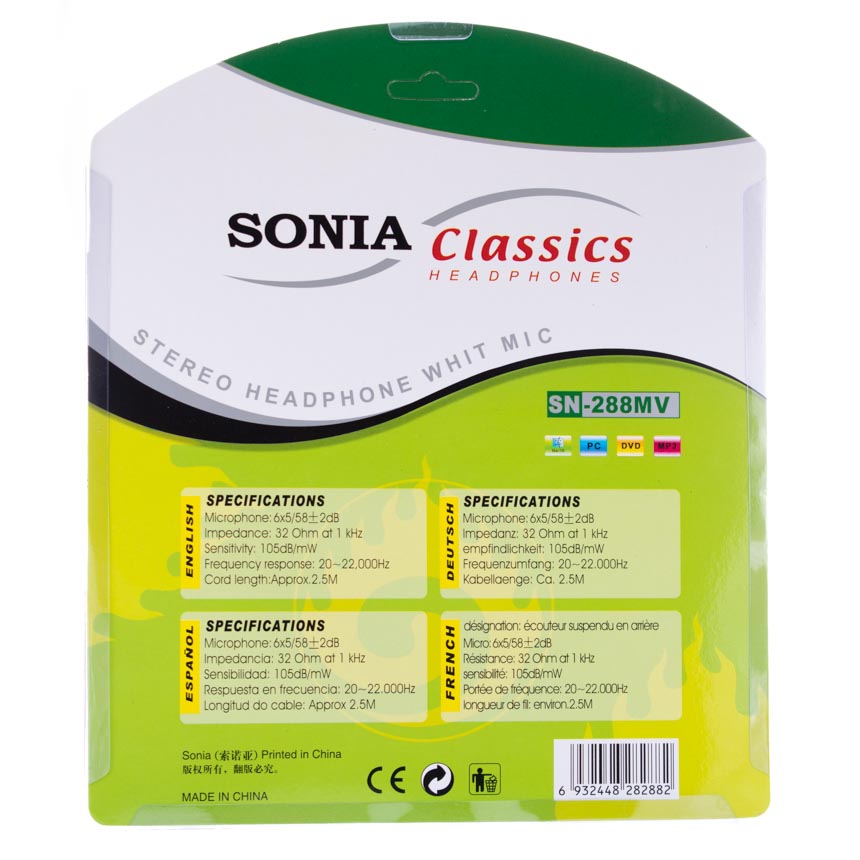 SONIA Classics
HEADPHONES
STEREO HEADPHONE WHIT MIC
SN-288MV
PC DVD MP3
ENGLISH
SPECIFICATIONS
Microphone: 6x5/58±2dB
Impedance: 32 Ohm at 1 kHz
Sensitivity: 105dB/mW
Frequency response: 20~22,000Hz
Cord length:Approx.2.5M
DEUTSCH
SPECIFICATIONS
Microphone: 6x5/58±2dB
Impedanz: 32 Ohm at 1 kHz
empfindlichkeit: 105dB/mW
Frequenzumfang: 20~22.000Hz
Kabellaenge: Ca. 2.5M
ESPAÑOL
SPECIFICATIONS
Microphone: 6x5/58±2dB
Impedancia: 32 Ohm at 1 kHz
Sensibilidad: 105dB/mW
Respuesta en frecuencia: 20~22.000Hz
Longitud do cable: Approx 2.5M
FRENCH
désignation: écouteur suspendu en arrière
Micro:6x5/58±2dB
Résistance: 32 Ohm at 1 kHz
sensibilité: 105dB/mW
Portée de fréquence: 20~22.000Hz
longueur de fil: environ.2.5M
Sonia (索诺亚) Printed in China
版权所有，翻版必究。
MADE IN CHINA
CE
6 932448 282882